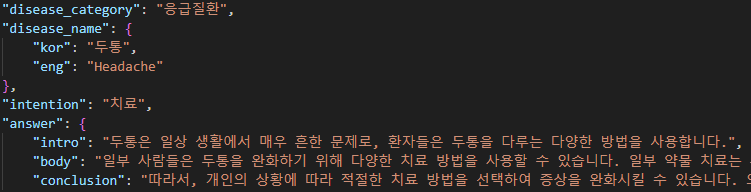 "disease_category": "응급질환",
"disease_name": {
"kor": "두통",
"eng": "Headache"
},
"intention": "치료",
"answer": {
"intro": "두통은 일상 생활에서 매우 흔한 문제로, 환자들은 두통을 다루는 다양한 방법을 사용합니다.",
"body": "일부 사람들은 두통을 완화하기 위해 다양한 치료 방법을 사용할 수 있습니다. 일부 약물 치료는
"conclusion": "따라서, 개인의 상황에 따라 적절한 치료 방법을 선택하여 증상을 완화시킬 수 있습니다.